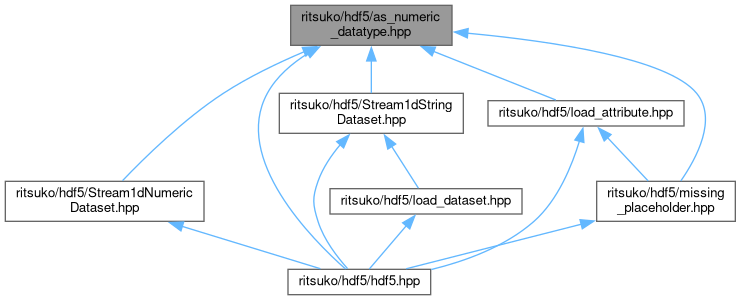 ritsuko/hdf5/as_numeric
_datatype.hpp
ritsuko/hdf5/Stream1dString
Dataset.hpp
ritsuko/hdf5/load_attribute.hpp
ritsuko/hdf5/Stream1dNumeric
Dataset.hpp
ritsuko/hdf5/load_dataset.hpp
ritsuko/hdf5/missing
_placeholder.hpp
ritsuko/hdf5/hdf5.hpp